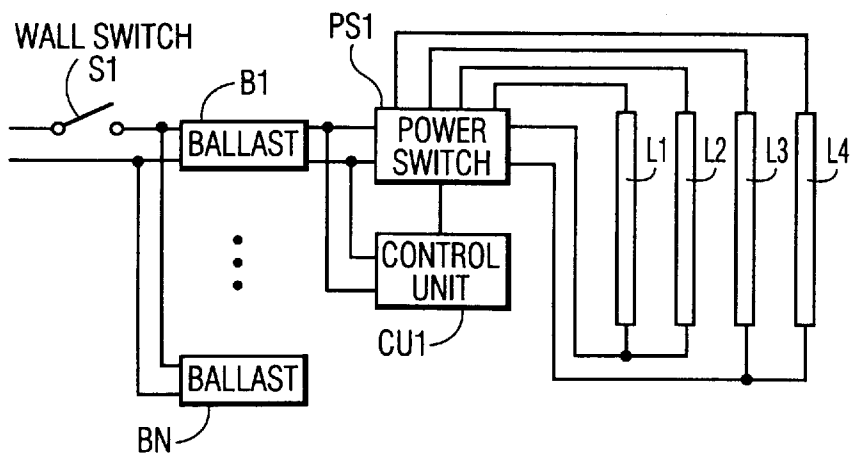 WALL SWITCH
S1
B1
PS1
BALLAST
POWER
SWITCH
L1
L2
L3
L4
CONTROL
UNIT
CU1
BALLAST
BN